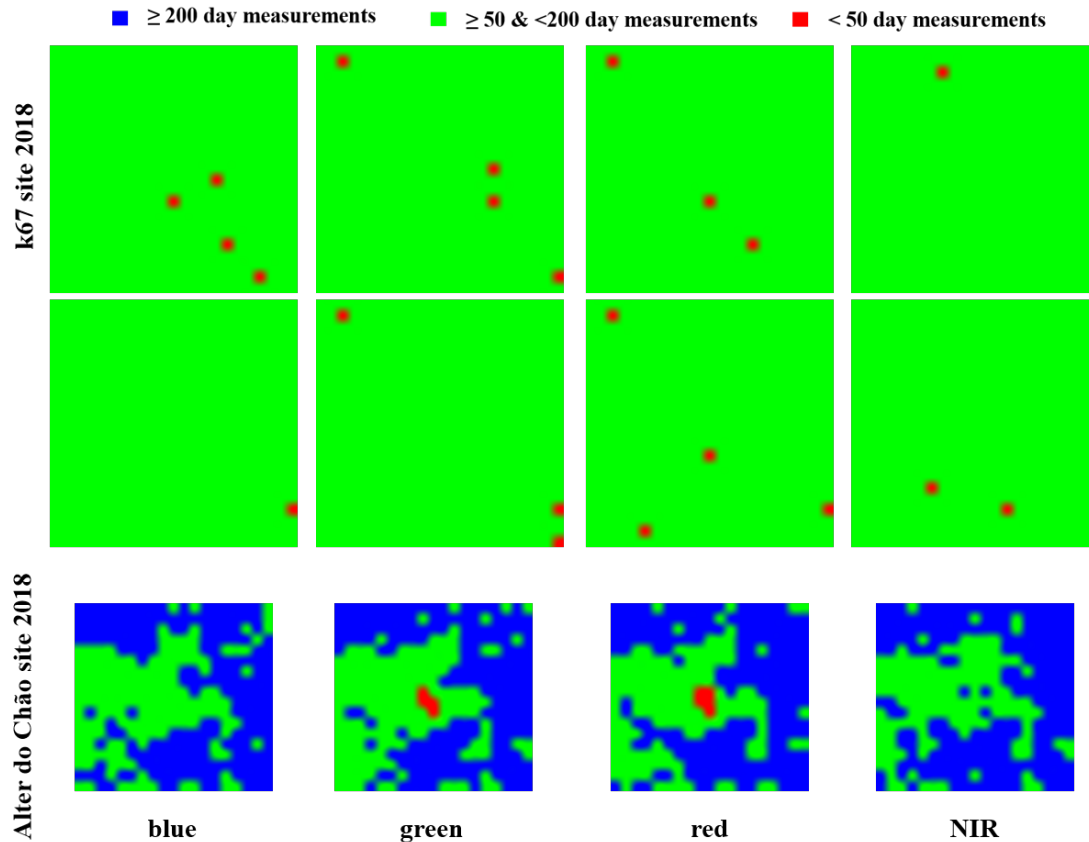 ≥ 200 day measurements
≥ 50 & <200 day measurements
< 50 day measurements
k67 site 2018
Alter do Chão site 2018
blue
green
red
NIR